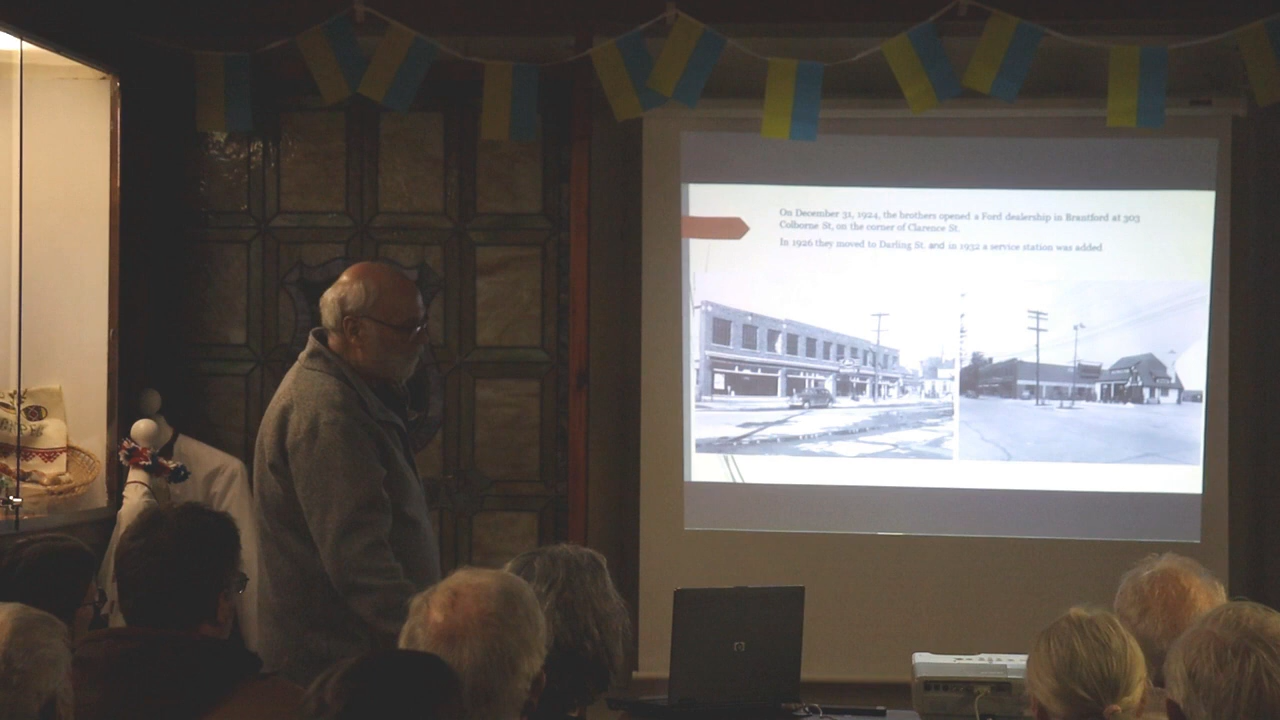 On December 31, 1924, the brothers opened a Ford dealership in Brantford at 303
Colborne St, on the corner of Clarence St.
In 1926 they moved to Darling St. and in 1932 a service station was added
hp